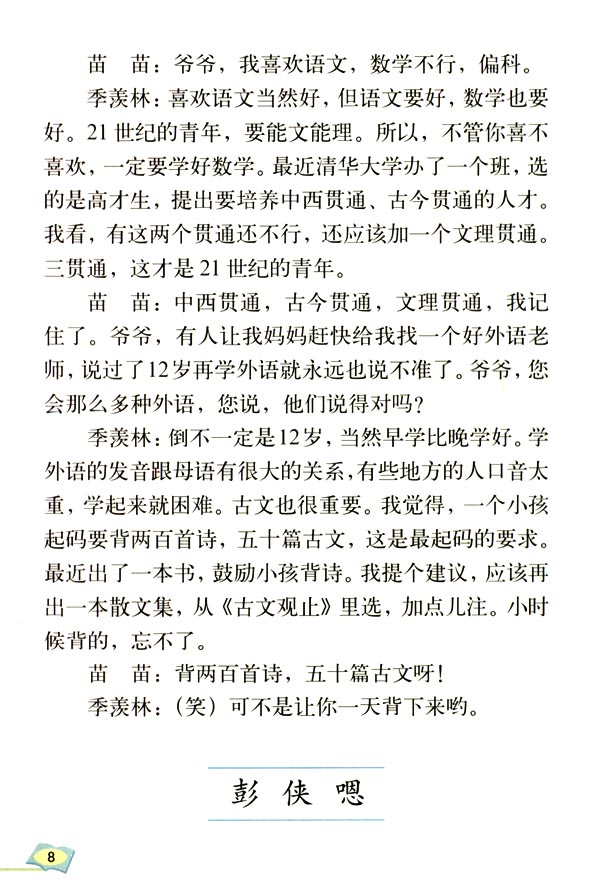 苗　苗：爷爷，我喜欢语文，数学不行，偏科。
季羡林：喜欢语文当然好，但语文要好，数学也要
好。21世纪的青年，要能文能理。所以，不管你喜不
喜欢，一定要学好数学。最近清华大学办了一个班，选
的是高才生，提出要培养中西贯通、古今贯通的人才。
我看，有这两个贯通还不行，还应该加一个文理贯通。
三贯通，这才是21世纪的青年。
苗　苗：中西贯通，古今贯通，文理贯通，我记
住了。爷爷，有人让我妈妈赶快给我找一个好外语老
师，说过了12岁再学外语就永远也说不准了。爷爷，您
会那么多种外语，您说，他们说得对吗？
季羡林：倒不一定是12岁，当然早学比晚学好。学
外语的发音跟母语有很大的关系，有些地方的人口音太
重，学起来就困难。古文也很重要。我觉得，一个小孩
起码要背两百首诗，五十篇古文，这是最起码的要求。
最近出了一本书，鼓励小孩背诗。我提个建议，应该再
出一本散文集，从《古文观止》里选，加点儿注。小时
候背的，忘不了。
苗　苗：背两百首诗，五十篇古文呀！
季羡林：（笑）可不是让你一天背下来哟。
彭 侠 嗯
8